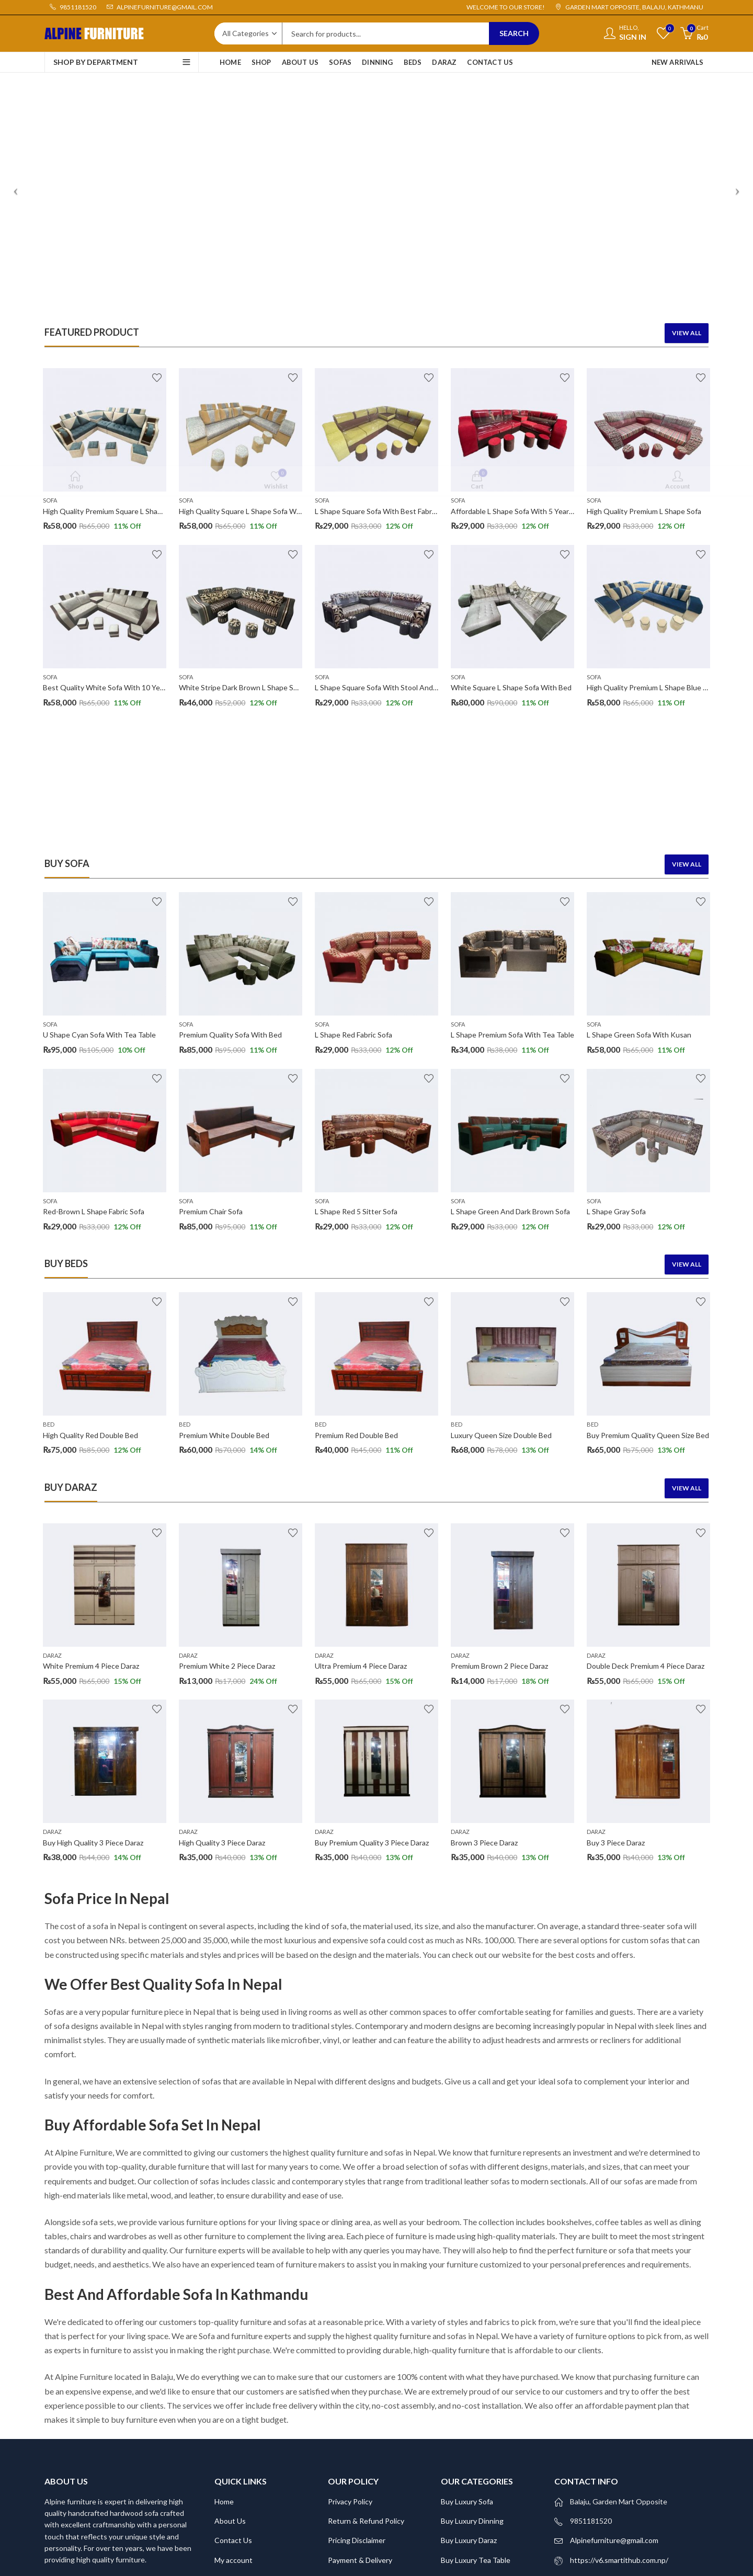 9851181520 ALPINEFURNITURE@GMAIL.COM WELCOME TO OUR STORE! GARDEN MART OPPOSITE, BALAJU, KATHMANU
ALPINE FURNITURE All Categories Search for products... SEARCH HELLO, SIGN IN 0 0 Cart ₨0
SHOP BY DEPARTMENT HOME SHOP ABOUT US SOFAS DINNING BEDS DARAZ CONTACT US NEW ARRIVALS
FEATURED PRODUCT VIEW ALL
Shop 0 Wishlist 0 Cart Account
SOFA SOFA SOFA SOFA SOFA
High Quality Premium Square L Sha... High Quality Square L Shape Sofa W... L Shape Square Sofa With Best Fabr... Affordable L Shape Sofa With 5 Year... High Quality Premium L Shape Sofa
₨58,000 ₨65,000 11% Off ₨58,000 ₨65,000 11% Off ₨29,000 ₨33,000 12% Off ₨29,000 ₨33,000 12% Off ₨29,000 ₨33,000 12% Off
SOFA SOFA SOFA SOFA SOFA
Best Quality White Sofa With 10 Ye... White Stripe Dark Brown L Shape S... L Shape Square Sofa With Stool And... White Square L Shape Sofa With Bed High Quality Premium L Shape Blue ...
₨58,000 ₨65,000 11% Off ₨46,000 ₨52,000 12% Off ₨29,000 ₨33,000 12% Off ₨80,000 ₨90,000 11% Off ₨58,000 ₨65,000 11% Off
BUY SOFA VIEW ALL
SOFA SOFA SOFA SOFA SOFA
U Shape Cyan Sofa With Tea Table Premium Quality Sofa With Bed L Shape Red Fabric Sofa L Shape Premium Sofa With Tea Table L Shape Green Sofa With Kusan
₨95,000 ₨105,000 10% Off ₨85,000 ₨95,000 11% Off ₨29,000 ₨33,000 12% Off ₨34,000 ₨38,000 11% Off ₨58,000 ₨65,000 11% Off
SOFA SOFA SOFA SOFA SOFA
Red-Brown L Shape Fabric Sofa Premium Chair Sofa L Shape Red 5 Sitter Sofa L Shape Green And Dark Brown Sofa L Shape Gray Sofa
₨29,000 ₨33,000 12% Off ₨85,000 ₨95,000 11% Off ₨29,000 ₨33,000 12% Off ₨29,000 ₨33,000 12% Off ₨29,000 ₨33,000 12% Off
BUY BEDS VIEW ALL
BED BED BED BED BED
High Quality Red Double Bed Premium White Double Bed Premium Red Double Bed Luxury Queen Size Double Bed Buy Premium Quality Queen Size Bed
₨75,000 ₨85,000 12% Off ₨60,000 ₨70,000 14% Off ₨40,000 ₨45,000 11% Off ₨68,000 ₨78,000 13% Off ₨65,000 ₨75,000 13% Off
BUY DARAZ VIEW ALL
DARAZ DARAZ DARAZ DARAZ DARAZ
White Premium 4 Piece Daraz Premium White 2 Piece Daraz Ultra Premium 4 Piece Daraz Premium Brown 2 Piece Daraz Double Deck Premium 4 Piece Daraz
₨55,000 ₨65,000 15% Off ₨13,000 ₨17,000 24% Off ₨55,000 ₨65,000 15% Off ₨14,000 ₨17,000 18% Off ₨55,000 ₨65,000 15% Off
DARAZ DARAZ DARAZ DARAZ DARAZ
Buy High Quality 3 Piece Daraz High Quality 3 Piece Daraz Buy Premium Quality 3 Piece Daraz Brown 3 Piece Daraz Buy 3 Piece Daraz
₨38,000 ₨44,000 14% Off ₨35,000 ₨40,000 13% Off ₨35,000 ₨40,000 13% Off ₨35,000 ₨40,000 13% Off ₨35,000 ₨40,000 13% Off
Sofa Price In Nepal
The cost of a sofa in Nepal is contingent on several aspects, including the kind of sofa, the material used, its size, and also the manufacturer. On average, a standard three-seater sofa will
cost you between NRs. between 25,000 and 35,000, while the most luxurious and expensive sofa could cost as much as NRs. 100,000. There are several options for custom sofas that can
be constructed using specific materials and styles and prices will be based on the design and the materials. You can check out our website for the best costs and offers.
We Offer Best Quality Sofa In Nepal
Sofas are a very popular furniture piece in Nepal that is being used in living rooms as well as other common spaces to offer comfortable seating for families and guests. There are a variety
of sofa designs available in Nepal with styles ranging from modern to traditional styles. Contemporary and modern designs are becoming increasingly popular in Nepal with sleek lines and
minimalist styles. They are usually made of synthetic materials like microfiber, vinyl, or leather and can feature the ability to adjust headrests and armrests or recliners for additional
comfort.
In general, we have an extensive selection of sofas that are available in Nepal with different designs and budgets. Give us a call and get your ideal sofa to complement your interior and
satisfy your needs for comfort.
Buy Affordable Sofa Set In Nepal
At Alpine Furniture, We are committed to giving our customers the highest quality furniture and sofas in Nepal. We know that furniture represents an investment and we're determined to
provide you with top-quality, durable furniture that will last for many years to come. We offer a broad selection of sofas with different designs, materials, and sizes, that can meet your
requirements and budget. Our collection of sofas includes classic and contemporary styles that range from traditional leather sofas to modern sectionals. All of our sofas are made from
high-end materials like metal, wood, and leather, to ensure durability and ease of use.
Alongside sofa sets, we provide various furniture options for your living space or dining area, as well as your bedroom. The collection includes bookshelves, coffee tables as well as dining
tables, chairs and wardrobes as well as other furniture to complement the living area. Each piece of furniture is made using high-quality materials. They are built to meet the most stringent
standards of durability and quality. Our furniture experts will be available to help with any queries you may have. They will also help to find the perfect furniture or sofa that meets your
budget, needs, and aesthetics. We also have an experienced team of furniture makers to assist you in making your furniture customized to your personal preferences and requirements.
Best And Affordable Sofa In Kathmandu
We're dedicated to offering our customers top-quality furniture and sofas at a reasonable price. With a variety of styles and fabrics to pick from, we're sure that you'll find the ideal piece
that is perfect for your living space. We are Sofa and furniture experts and supply the highest quality furniture and sofas in Nepal. We have a variety of furniture options to pick from, as well
as experts in furniture to assist you in making the right purchase. We're committed to providing durable, high-quality furniture that is affordable to our clients.
At Alpine Furniture located in Balaju, We do everything we can to make sure that our customers are 100% content with what they have purchased. We know that purchasing furniture can
be an expensive expense, and we'd like to ensure that our customers are satisfied when they purchase. We are extremely proud of our service to our customers and try to offer the best
experience possible to our clients. The services we offer include free delivery within the city, no-cost assembly, and no-cost installation. We also offer an affordable payment plan that
makes it simple to buy furniture even when you are on a tight budget.
ABOUT US QUICK LINKS OUR POLICY OUR CATEGORIES CONTACT INFO
Alpine furniture is expert in delivering high Home Privacy Policy Buy Luxury Sofa Balaju, Garden Mart Opposite
quality handcrafted hardwood sofa crafted
with excellent craftmanship with a personal About Us Return & Refund Policy Buy Luxury Dinning 9851181520
touch that reflects your unique style and Contact Us Pricing Disclaimer Buy Luxury Daraz Alpinefurniture@gmail.com
personality. For over ten years, we have been
providing high quality furniture. My account Payment & Delivery Buy Luxury Tea Table https://v6.smartithub.com.np/